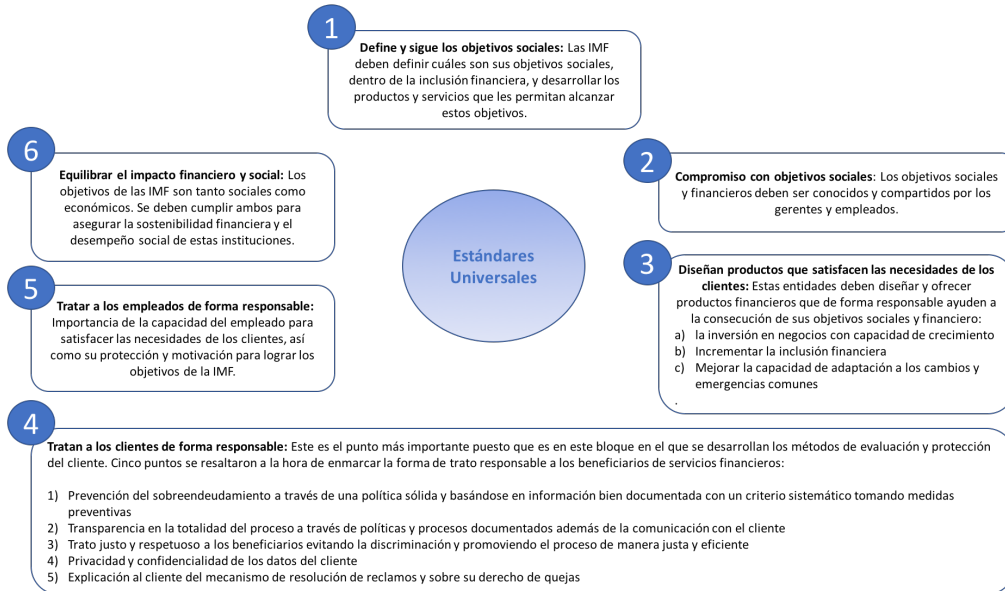 1
Define y sigue los objetivos sociales: Las IMF
deben definir cuáles son sus objetivos sociales,
dentro de la inclusión financiera, y desarrollar los
productos y servicios que les permitan alcanzar
estos objetivos.
6
Equilibrar el impacto financiero y social: Los
objetivos de las IMF son tanto sociales como
económicos. Se deben cumplir ambos para
asegurar la sostenibilidad financiera y el
desempeño social de estas instituciones.
2
Compromiso con objetivos sociales: Los objetivos sociales
y financieros deben ser conocidos y compartidos por los
gerentes y empleados.
Estándares
Universales
3
Diseñan productos que satisfacen las necesidades de los
clientes: Estas entidades deben diseñar y ofrecer
productos financieros que de forma responsable ayuden a
la consecución de sus objetivos sociales y financiero:
a) la inversión en negocios con capacidad de crecimiento
b) Incrementar la inclusión financiera
c) Mejorar la capacidad de adaptación a los cambios y
emergencias comunes
.
5
Tratar a los empleados de forma responsable:
Importancia de la capacidad del empleado para
satisfacer las necesidades de los clientes, así
como su protección y motivación para lograr los
objetivos de la IMF.
4
Tratan a los clientes de forma responsable: Este es el punto más importante puesto que es en este bloque en el que se desarrollan los métodos de evaluación y protección
del cliente. Cinco puntos se resaltaron a la hora de enmarcar la forma de trato responsable a los beneficiarios de servicios financieros:
1) Prevención del sobreendeudamiento a través de una política sólida y basándose en información bien documentada con un criterio sistemático tomando medidas
preventivas
2) Transparencia en la totalidad del proceso a través de políticas y procesos documentados además de la comunicación con el cliente
3) Trato justo y respetuoso a los beneficiarios evitando la discriminación y promoviendo el proceso de manera justa y eficiente
4) Privacidad y confidencialidad de los datos del cliente
5) Explicación al cliente del mecanismo de resolución de reclamos y sobre su derecho de quejas